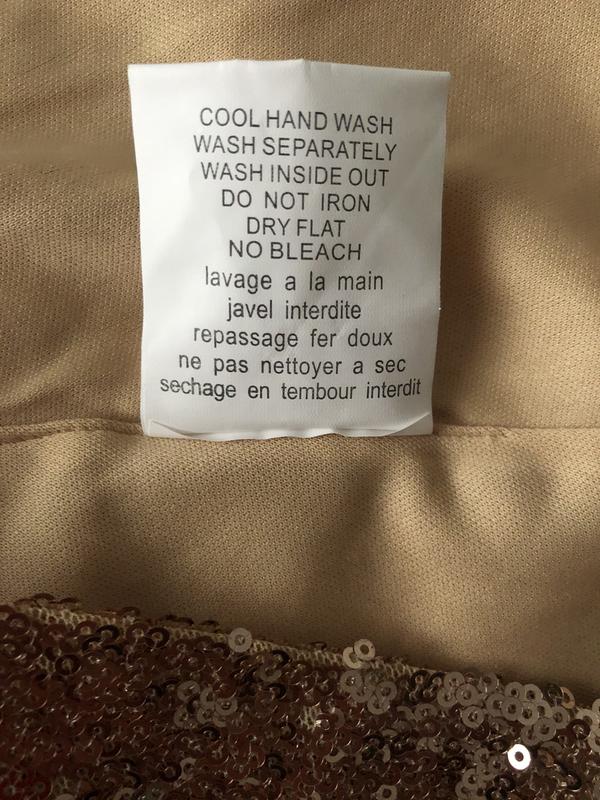 COOL HAND WASH
WASH SEPARATELY
WASH INSIDE OUT
DO NOT IRON
DRY FLAT
NO BLEACH
lavage a la main
javel interdite
repassage fer doux
ne pas nettoyer a sec
sechage en tembour interdit